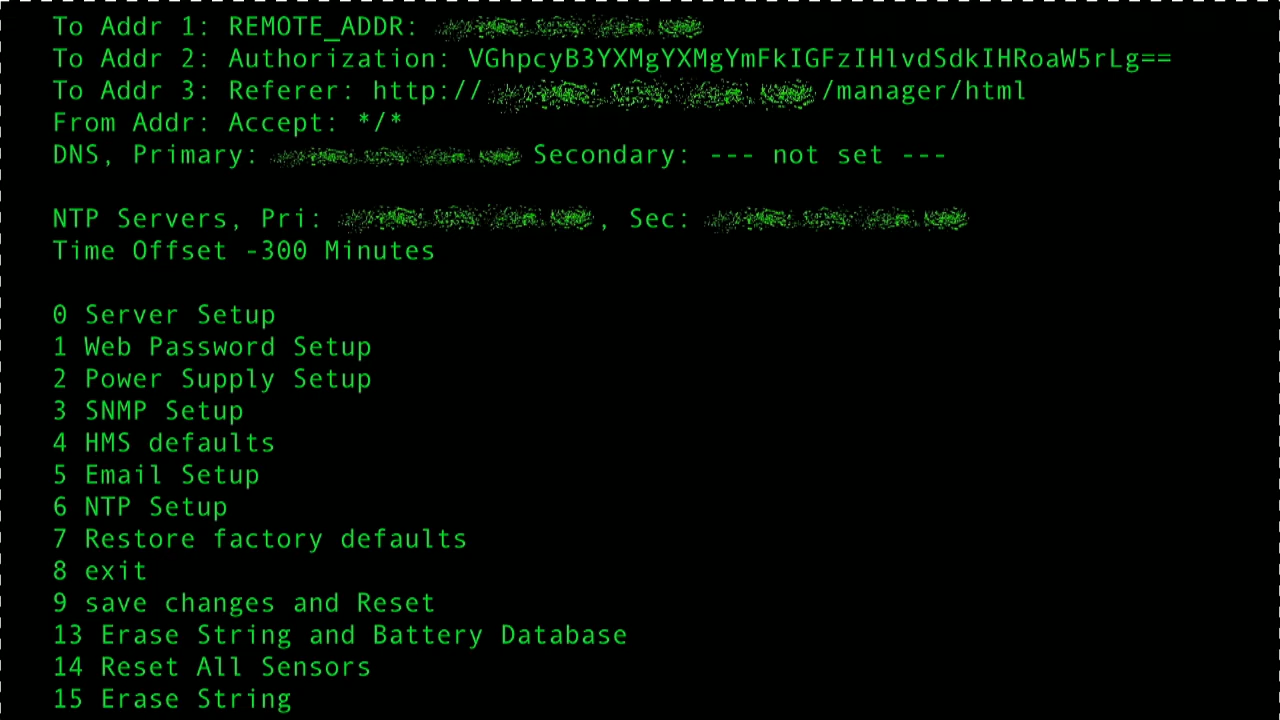 To Addr 1: REMOTE_ADDR:
To Addr 2: Authorization: VGhpcyB3YXMgYXMgYmFkIGFzIHlvdSdkIHRoaW5rLg==
To Addr 3: Referer: http:// /manager/html
From Addr: Accept: */*
DNS, Primary: Secondary: --- not set ---
NTP Servers, Pri: , Sec:
Time Offset -300 Minutes
0 Server Setup
1 Web Password Setup
2 Power Supply Setup
3 SNMP Setup
4 HMS defaults
5 Email Setup
6 NTP Setup
7 Restore factory defaults
8 exit
9 save changes and Reset
13 Erase String and Battery Database
14 Reset All Sensors
15 Erase String